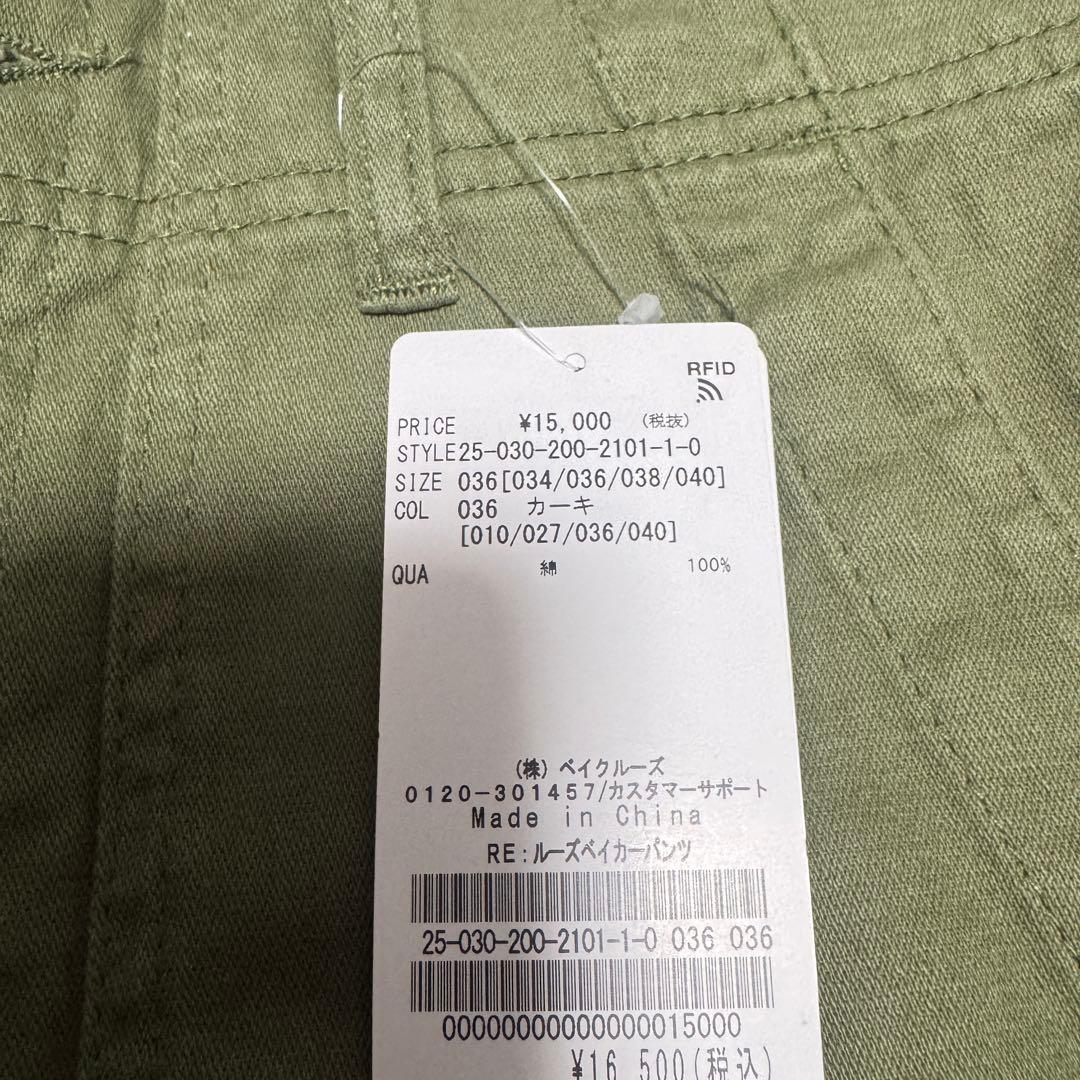 RFID
PRICE ¥15,000 (税抜)
STYLE25-030-200-2101-1-0
SIZE 036[034/036/038/040]
COL 036 カーキ
[010/027/036/040]
QUA 綿 100%
(株) ベイクルーズ
0120-301457/カスタマーサポート
Made in China
RE:ルーズベイカーパンツ
25-030-200-2101-1-0 036 036
00000000000000015000
¥16,500(税込)